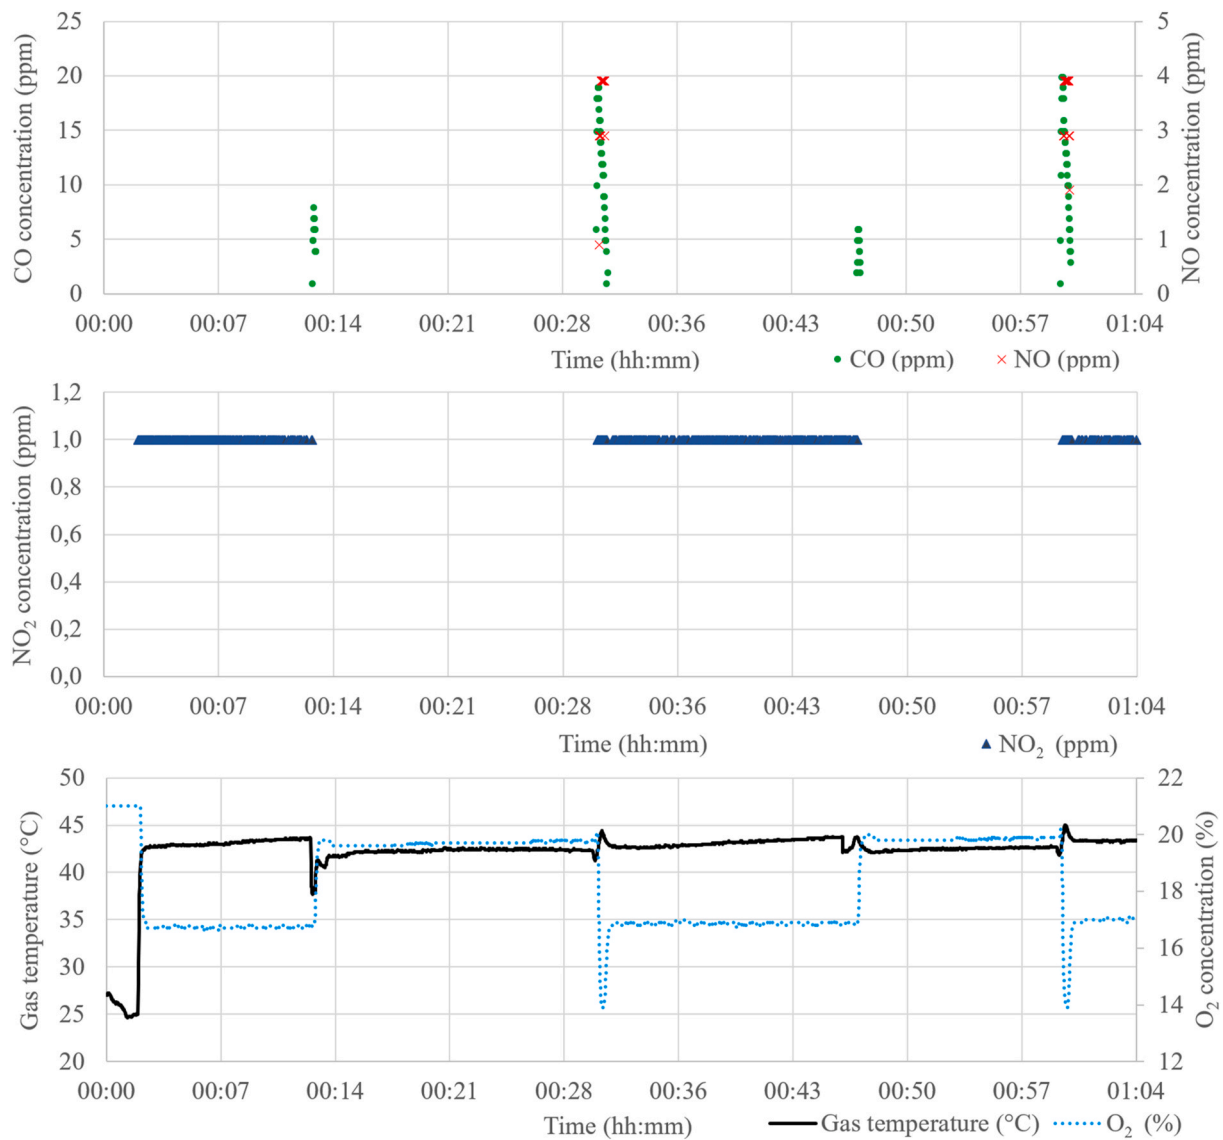 CO concentration (ppm)
25
20
15
10
5
0
5
4
3
2
1
0
NO concentration (ppm)
00:00 00:07 00:14 00:21 00:28 00:36 00:43 00:50 00:57 01:04
Time (hh:mm)
CO (ppm) NO (ppm)
NO₂ concentration (ppm)
1,2
1,0
0,8
0,6
0,4
0,2
0,0
00:00 00:07 00:14 00:21 00:28 00:36 00:43 00:50 00:57 01:04
Time (hh:mm)
NO₂ (ppm)
Gas temperature (°C)
50
45
40
35
30
25
20
22
20
18
16
14
12
O₂ concentration (%)
00:00 00:07 00:14 00:21 00:28 00:36 00:43 00:50 00:57 01:04
Time (hh:mm)
Gas temperature (°C) O₂ (%)